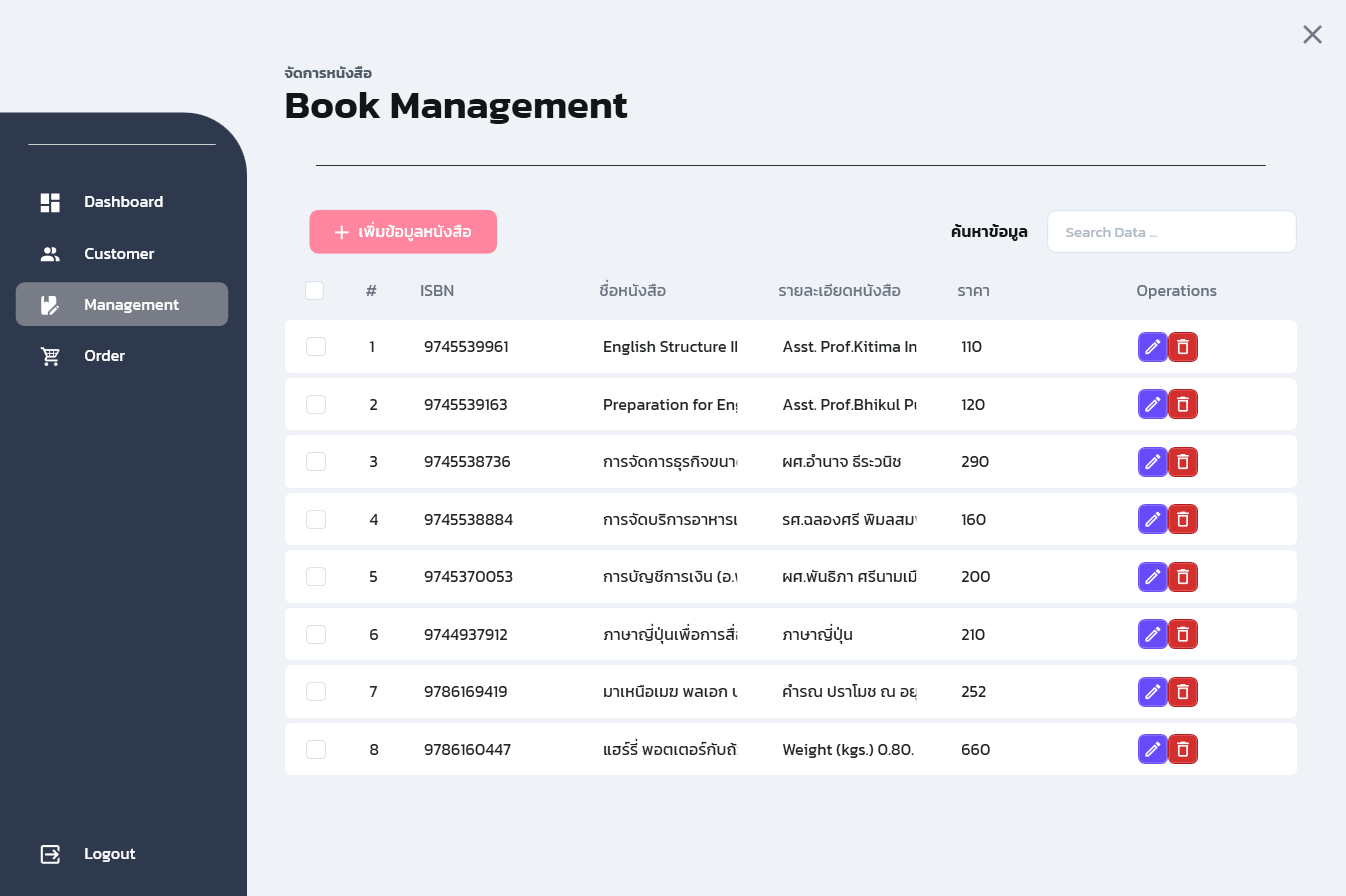 จัดการหนังสือ
Book Management
Dashboard
Customer
Management
Order
Logout
เพิ่มข้อมูลหนังสือ
ค้นหาข้อมูล
Search Data ...
# ISBN ชื่อหนังสือ รายละเอียดหนังสือ ราคา Operations
1 9745539961 English Structure II Asst. Prof.Kitima In 110
2 9745539163 Preparation for Eng Asst. Prof.Bhikul Pu 120
3 9745538736 การจัดการธุรกิจขนาด ผศ.อำนาจ ธีระวนิช 290
4 9745538884 การจัดบริการอาหารเ รศ.ฉลองศรี พิมลสม 160
5 9745370053 การบัญชีการเงิน (อ. ผศ.พันธิภา ศรีนามเมื 200
6 9744937912 ภาษาญี่ปุ่นเพื่อการสื่ ภาษาญี่ปุ่น 210
7 9786169419 มาเหนือเมฆ พลเอก คำรณ ปราโมช ณ อยุ 252
8 9786160447 แฮร์รี่ พอตเตอร์กับถ้ Weight (kgs.) 0.80. 660